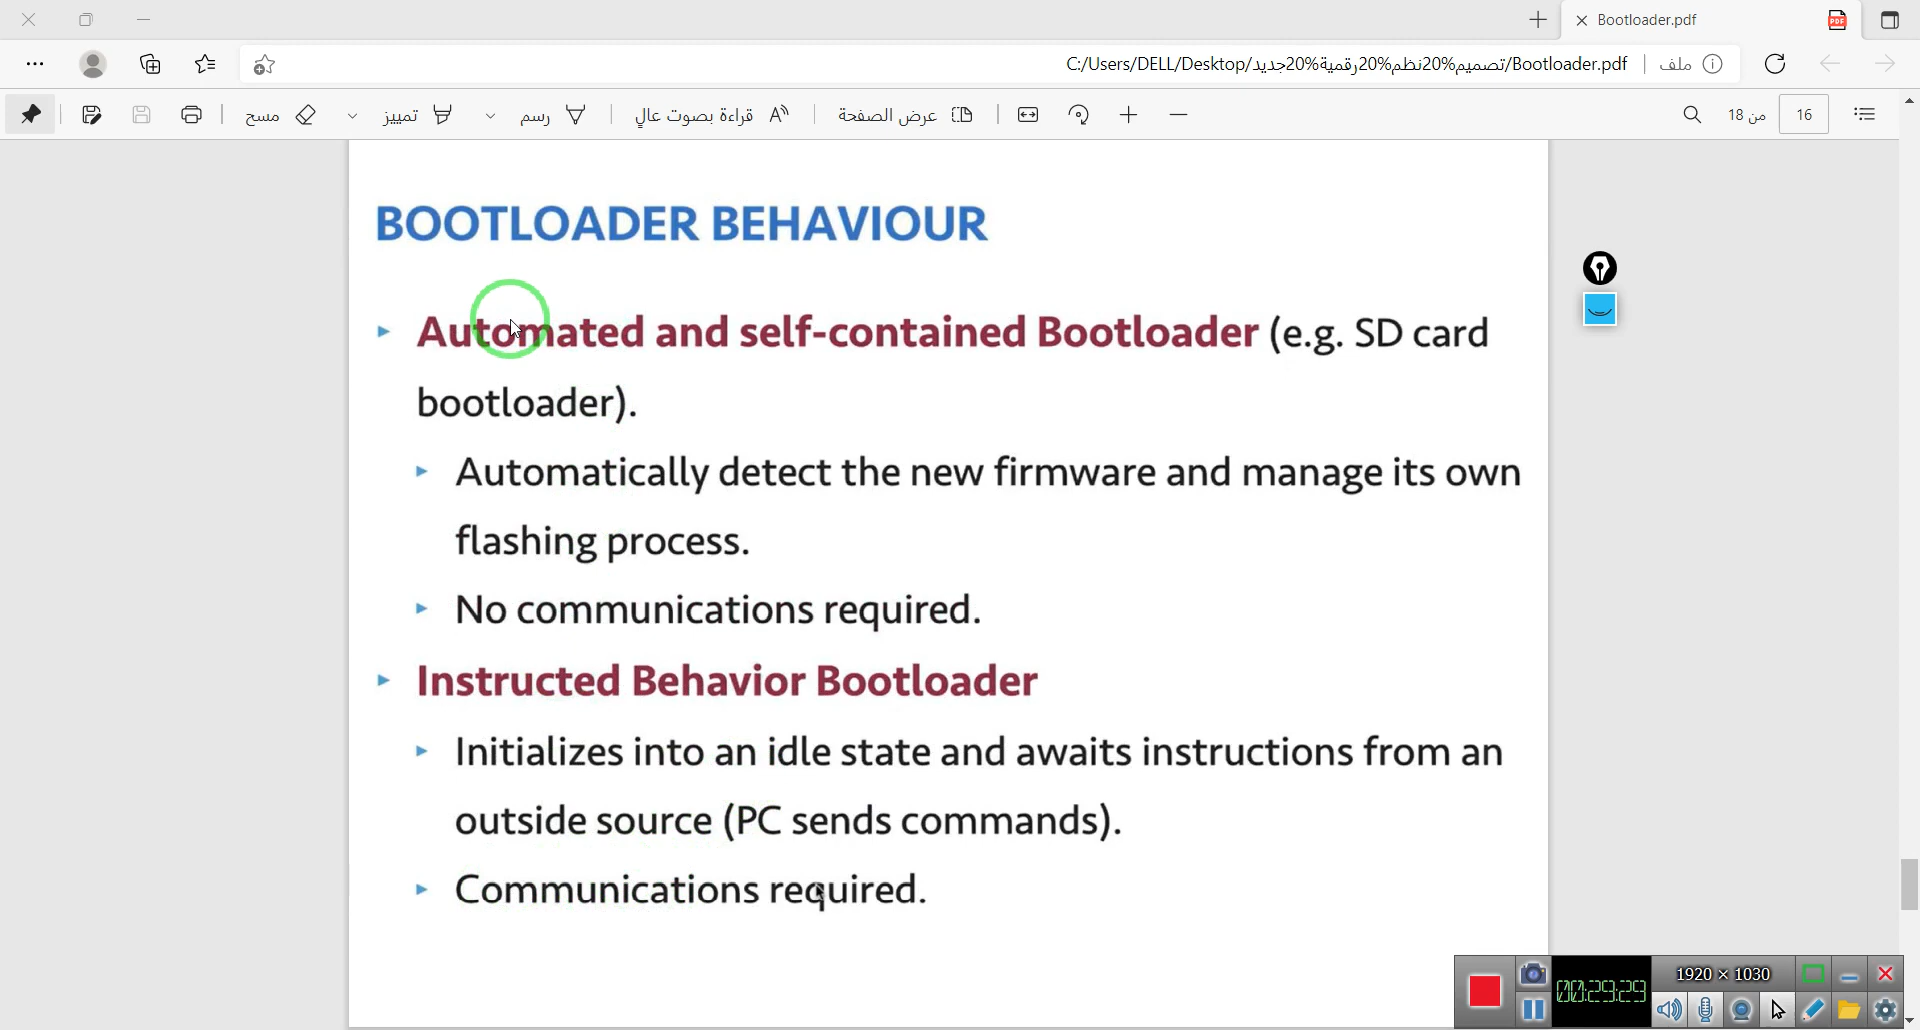 Bootloader.pdf
C:/Users/DELL/Desktop/تصميم%20نظم%20رقمية%20جديد/Bootloader.pdf
ملف
مسح
تمييز
رسم
قراءة بصوت عالٍ
عرض الصفحة
من 18
16
BOOTLOADER BEHAVIOUR
Automated and self-contained Bootloader (e.g. SD card
bootloader).
Automatically detect the new firmware and manage its own
flashing process.
No communications required.
Instructed Behavior Bootloader
Initializes into an idle state and awaits instructions from an
outside source (PC sends commands).
Communications required.
1920 × 1030
00:29:29